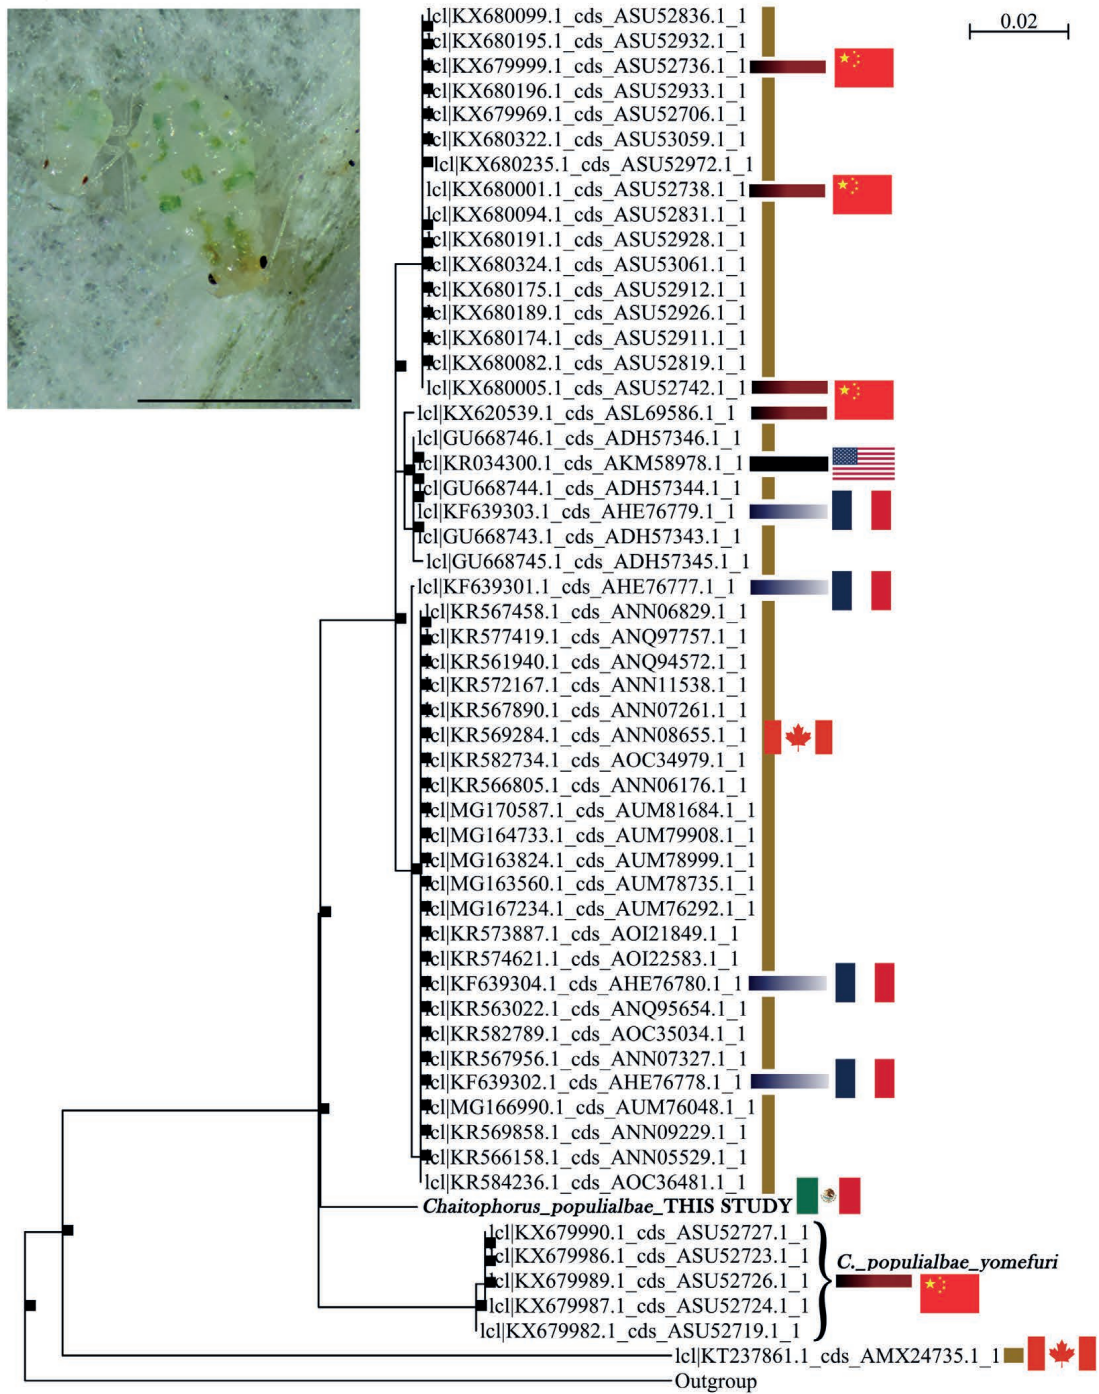 0.02
lcl|KX680099.1_cds_ASU52836.1_1
lcl|KX680195.1_cds_ASU52932.1_1
lcl|KX679999.1_cds_ASU52736.1_1
lcl|KX680196.1_cds_ASU52933.1_1
lcl|KX679969.1_cds_ASU52706.1_1
lcl|KX680322.1_cds_ASU53059.1_1
lcl|KX680235.1_cds_ASU52972.1_1
lcl|KX680001.1_cds_ASU52738.1_1
lcl|KX680094.1_cds_ASU52831.1_1
lcl|KX680191.1_cds_ASU52928.1_1
lcl|KX680324.1_cds_ASU53061.1_1
lcl|KX680175.1_cds_ASU52912.1_1
lcl|KX680189.1_cds_ASU52926.1_1
lcl|KX680174.1_cds_ASU52911.1_1
lcl|KX680082.1_cds_ASU52819.1_1
lcl|KX680005.1_cds_ASU52742.1_1
lcl|KX620539.1_cds_ASL69586.1_1
lcl|GU668746.1_cds_ADH57346.1_1
lcl|KR034300.1_cds_AKM58978.1_1
lcl|GU668744.1_cds_ADH57344.1_1
lcl|KF639303.1_cds_AHE76779.1_1
lcl|GU668743.1_cds_ADH57343.1_1
lcl|GU668745.1_cds_ADH57345.1_1
lcl|KF639301.1_cds_AHE76777.1_1
lcl|KR567458.1_cds_ANN06829.1_1
lcl|KR577419.1_cds_ANQ97757.1_1
lcl|KR561940.1_cds_ANQ94572.1_1
lcl|KR572167.1_cds_ANN11538.1_1
lcl|KR567890.1_cds_ANN07261.1_1
lcl|KR569284.1_cds_ANN08655.1_1
lcl|KR582734.1_cds_AOC34979.1_1
lcl|KR566805.1_cds_ANN06176.1_1
lcl|MG170587.1_cds_AUM81684.1_1
lcl|MG164733.1_cds_AUM79908.1_1
lcl|MG163824.1_cds_AUM78999.1_1
lcl|MG163560.1_cds_AUM78735.1_1
lcl|MG167234.1_cds_AUM76292.1_1
lcl|KR573887.1_cds_AOI21849.1_1
lcl|KR574621.1_cds_AOI22583.1_1
lcl|KF639304.1_cds_AHE76780.1_1
lcl|KR563022.1_cds_ANQ95654.1_1
lcl|KR582789.1_cds_AOC35034.1_1
lcl|KR567956.1_cds_ANN07327.1_1
lcl|KF639302.1_cds_AHE76778.1_1
lcl|MG166990.1_cds_AUM76048.1_1
lcl|KR569858.1_cds_ANN09229.1_1
lcl|KR566158.1_cds_ANN05529.1_1
lcl|KR584236.1_cds_AOC36481.1_1
Chaitophorus_populialbae_THIS STUDY
lcl|KX679990.1_cds_ASU52727.1_1
lcl|KX679986.1_cds_ASU52723.1_1
lcl|KX679989.1_cds_ASU52726.1_1
lcl|KX679987.1_cds_ASU52724.1_1
lcl|KX679982.1_cds_ASU52719.1_1
C._populialbae_yomefuri
lcl|KT237861.1_cds_AMX24735.1_1
Outgroup